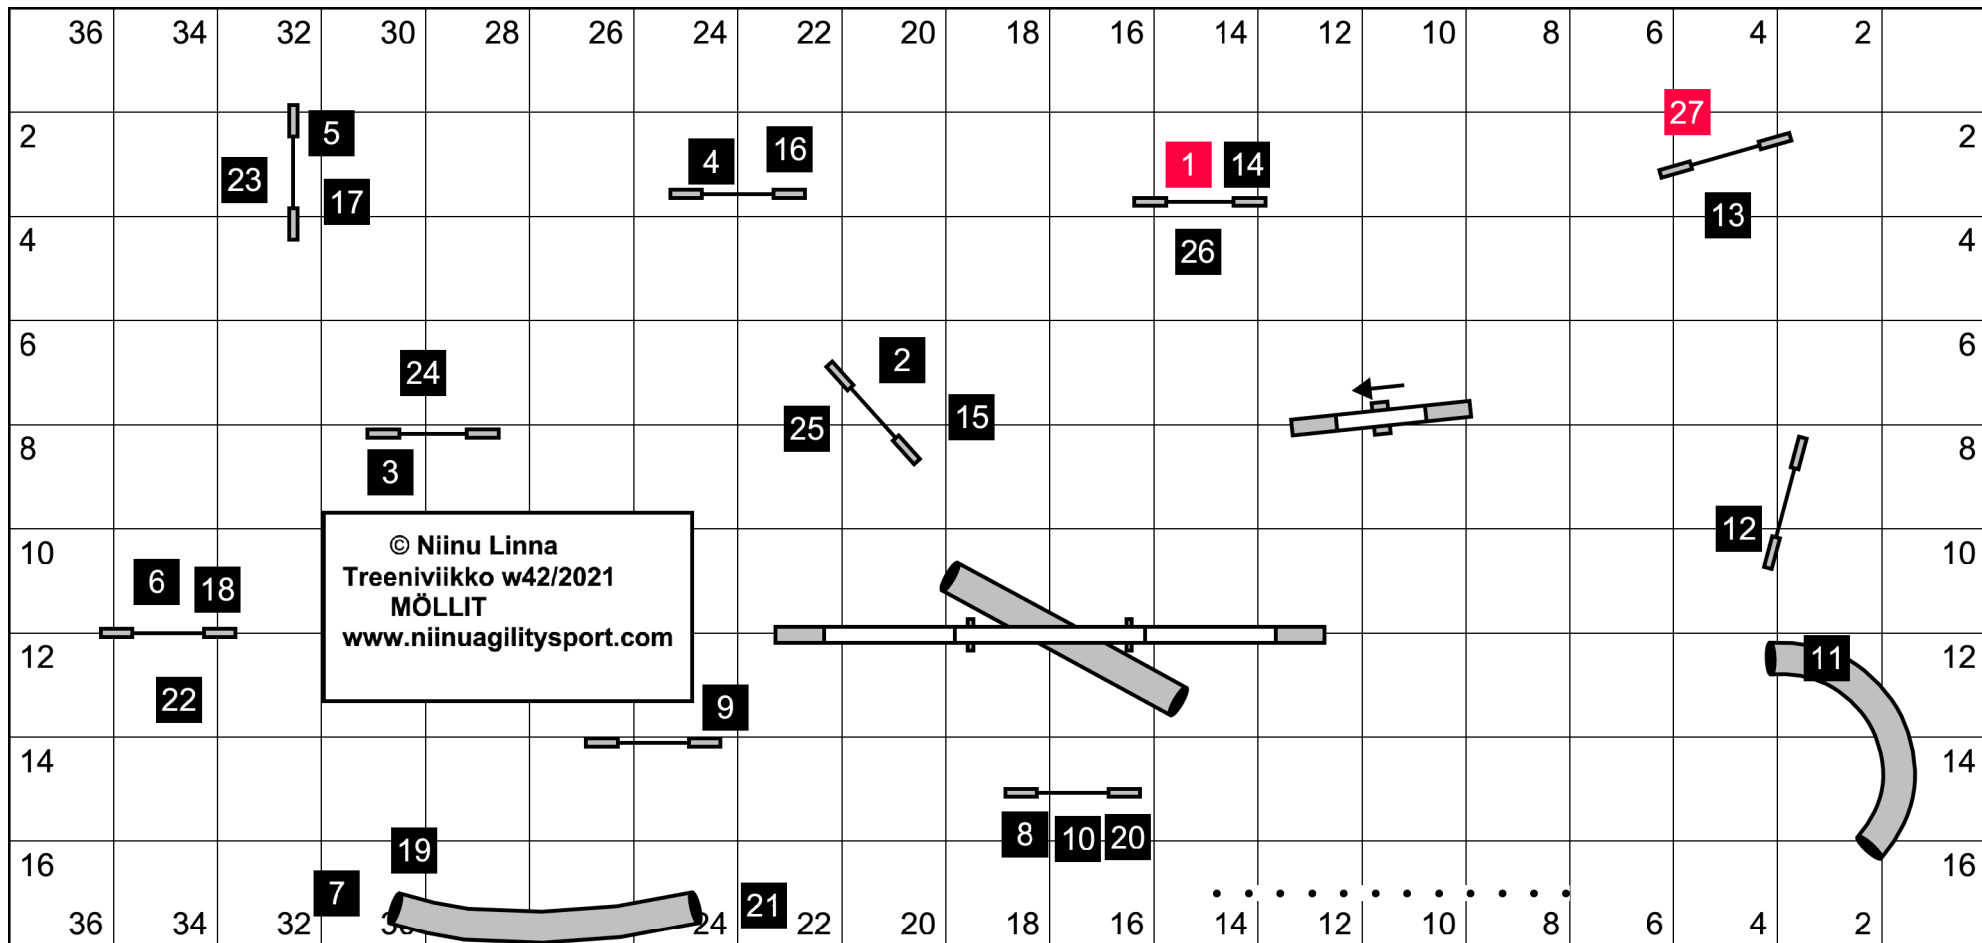 36 34 32 30 28 26 24 22 20 18 16 14 12 10 8 6 4 2
27
2 5 4 16 1 14 2
23 17 13
4 26 4
6 2 6
24
25 15
8 3 8
12
© Niinu Linna
10 Treeniviikko w42/2021 10
6 18 MÖLLIT
www.niinuagilitysport.com
12 11 12
22 9
14 14
8 10 20
19
16 7 21 16
36 34 32 30 24 22 20 18 16 14 12 10 8 6 4 2